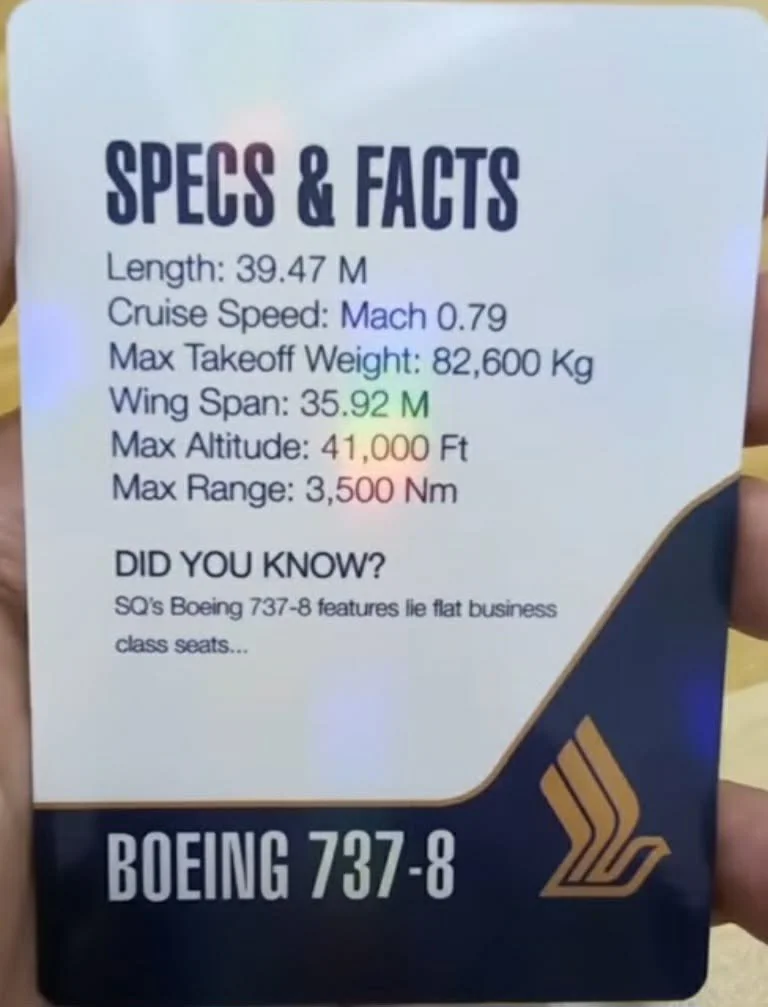 SPECS & FACTS
Length: 39.47 M
Cruise Speed: Mach 0.79
Max Takeoff Weight: 82,600 Kg
Wing Span: 35.92 M
Max Altitude: 41,000 Ft
Max Range: 3,500 Nm
DID YOU KNOW?
SQ's Boeing 737-8 features lie flat business
class seats...
BOEING 737-8